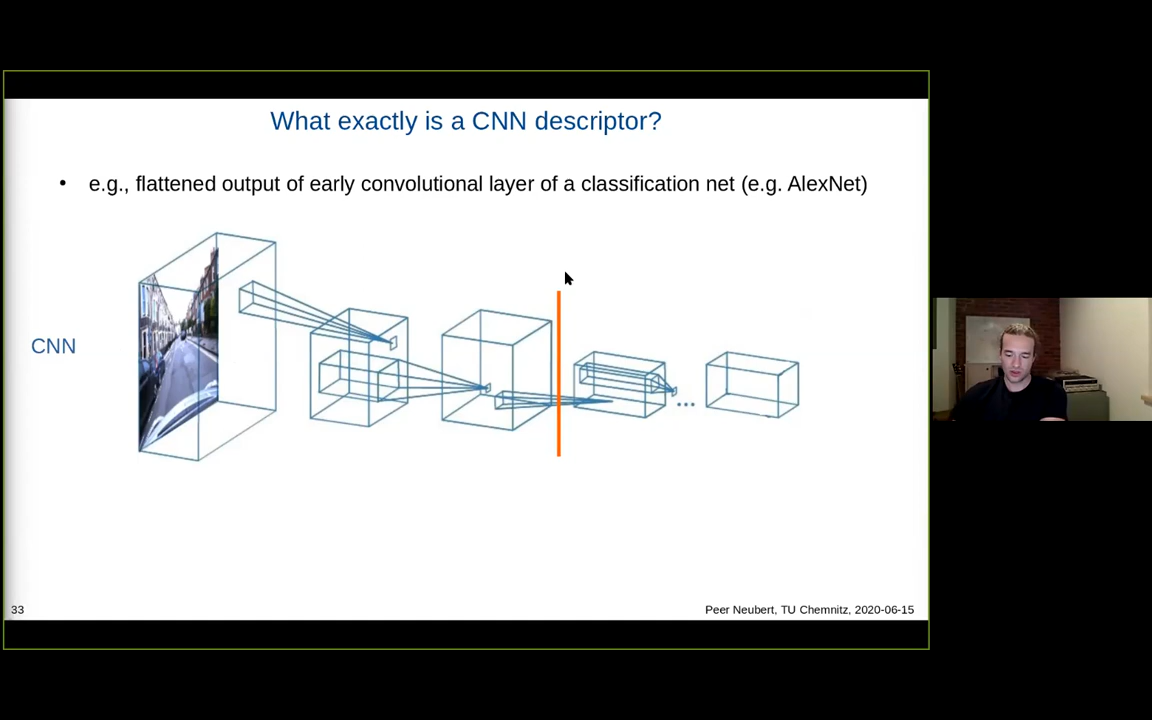 What exactly is a CNN descriptor?
• e.g., flattened output of early convolutional layer of a classification net (e.g. AlexNet)
CNN
...
33
Peer Neubert, TU Chemnitz, 2020-06-15